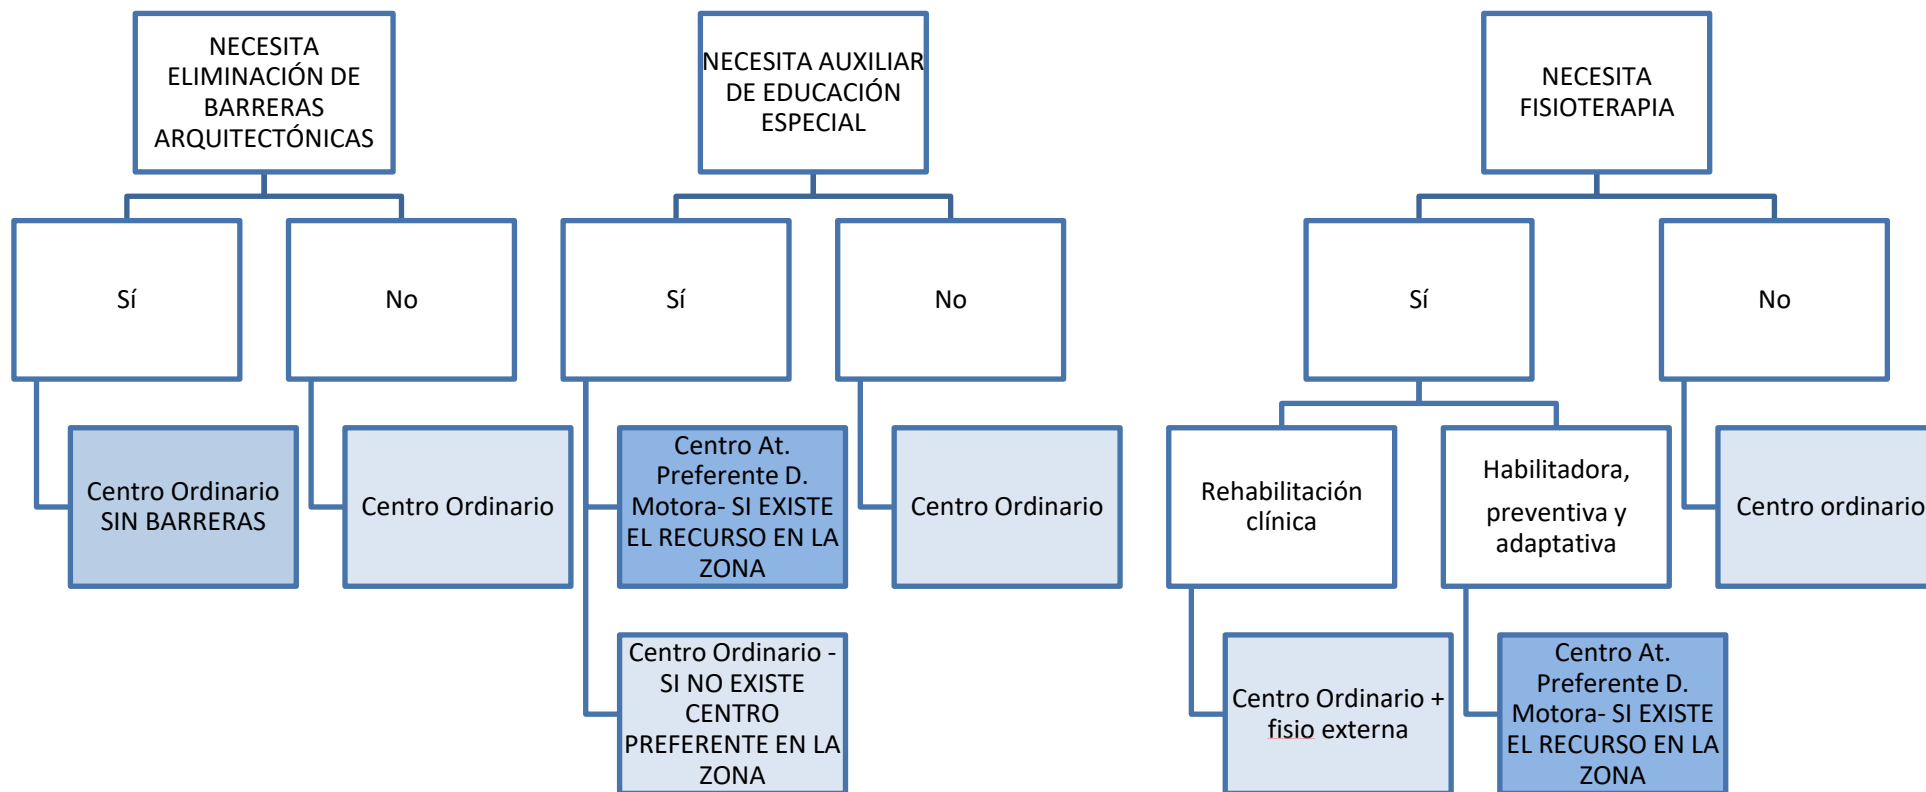 NECESITA
ELIMINACIÓN DE
BARRERAS
ARQUITECTÓNICAS
Sí
No
Centro Ordinario
SIN BARRERAS
Centro Ordinario
NECESITA AUXILIAR
DE EDUCACIÓN
ESPECIAL
Sí
No
Centro At.
Preferente D.
Motora- SI EXISTE
EL RECURSO EN LA
ZONA
Centro Ordinario -
SI NO EXISTE
CENTRO
PREFERENTE EN LA
ZONA
Centro Ordinario
NECESITA
FISIOTERAPIA
Sí
No
Rehabilitación
clínica
Habilitadora,
preventiva y
adaptativa
Centro ordinario
Centro Ordinario +
fisio externa
Centro At.
Preferente D.
Motora- SI EXISTE
EL RECURSO EN LA
ZONA